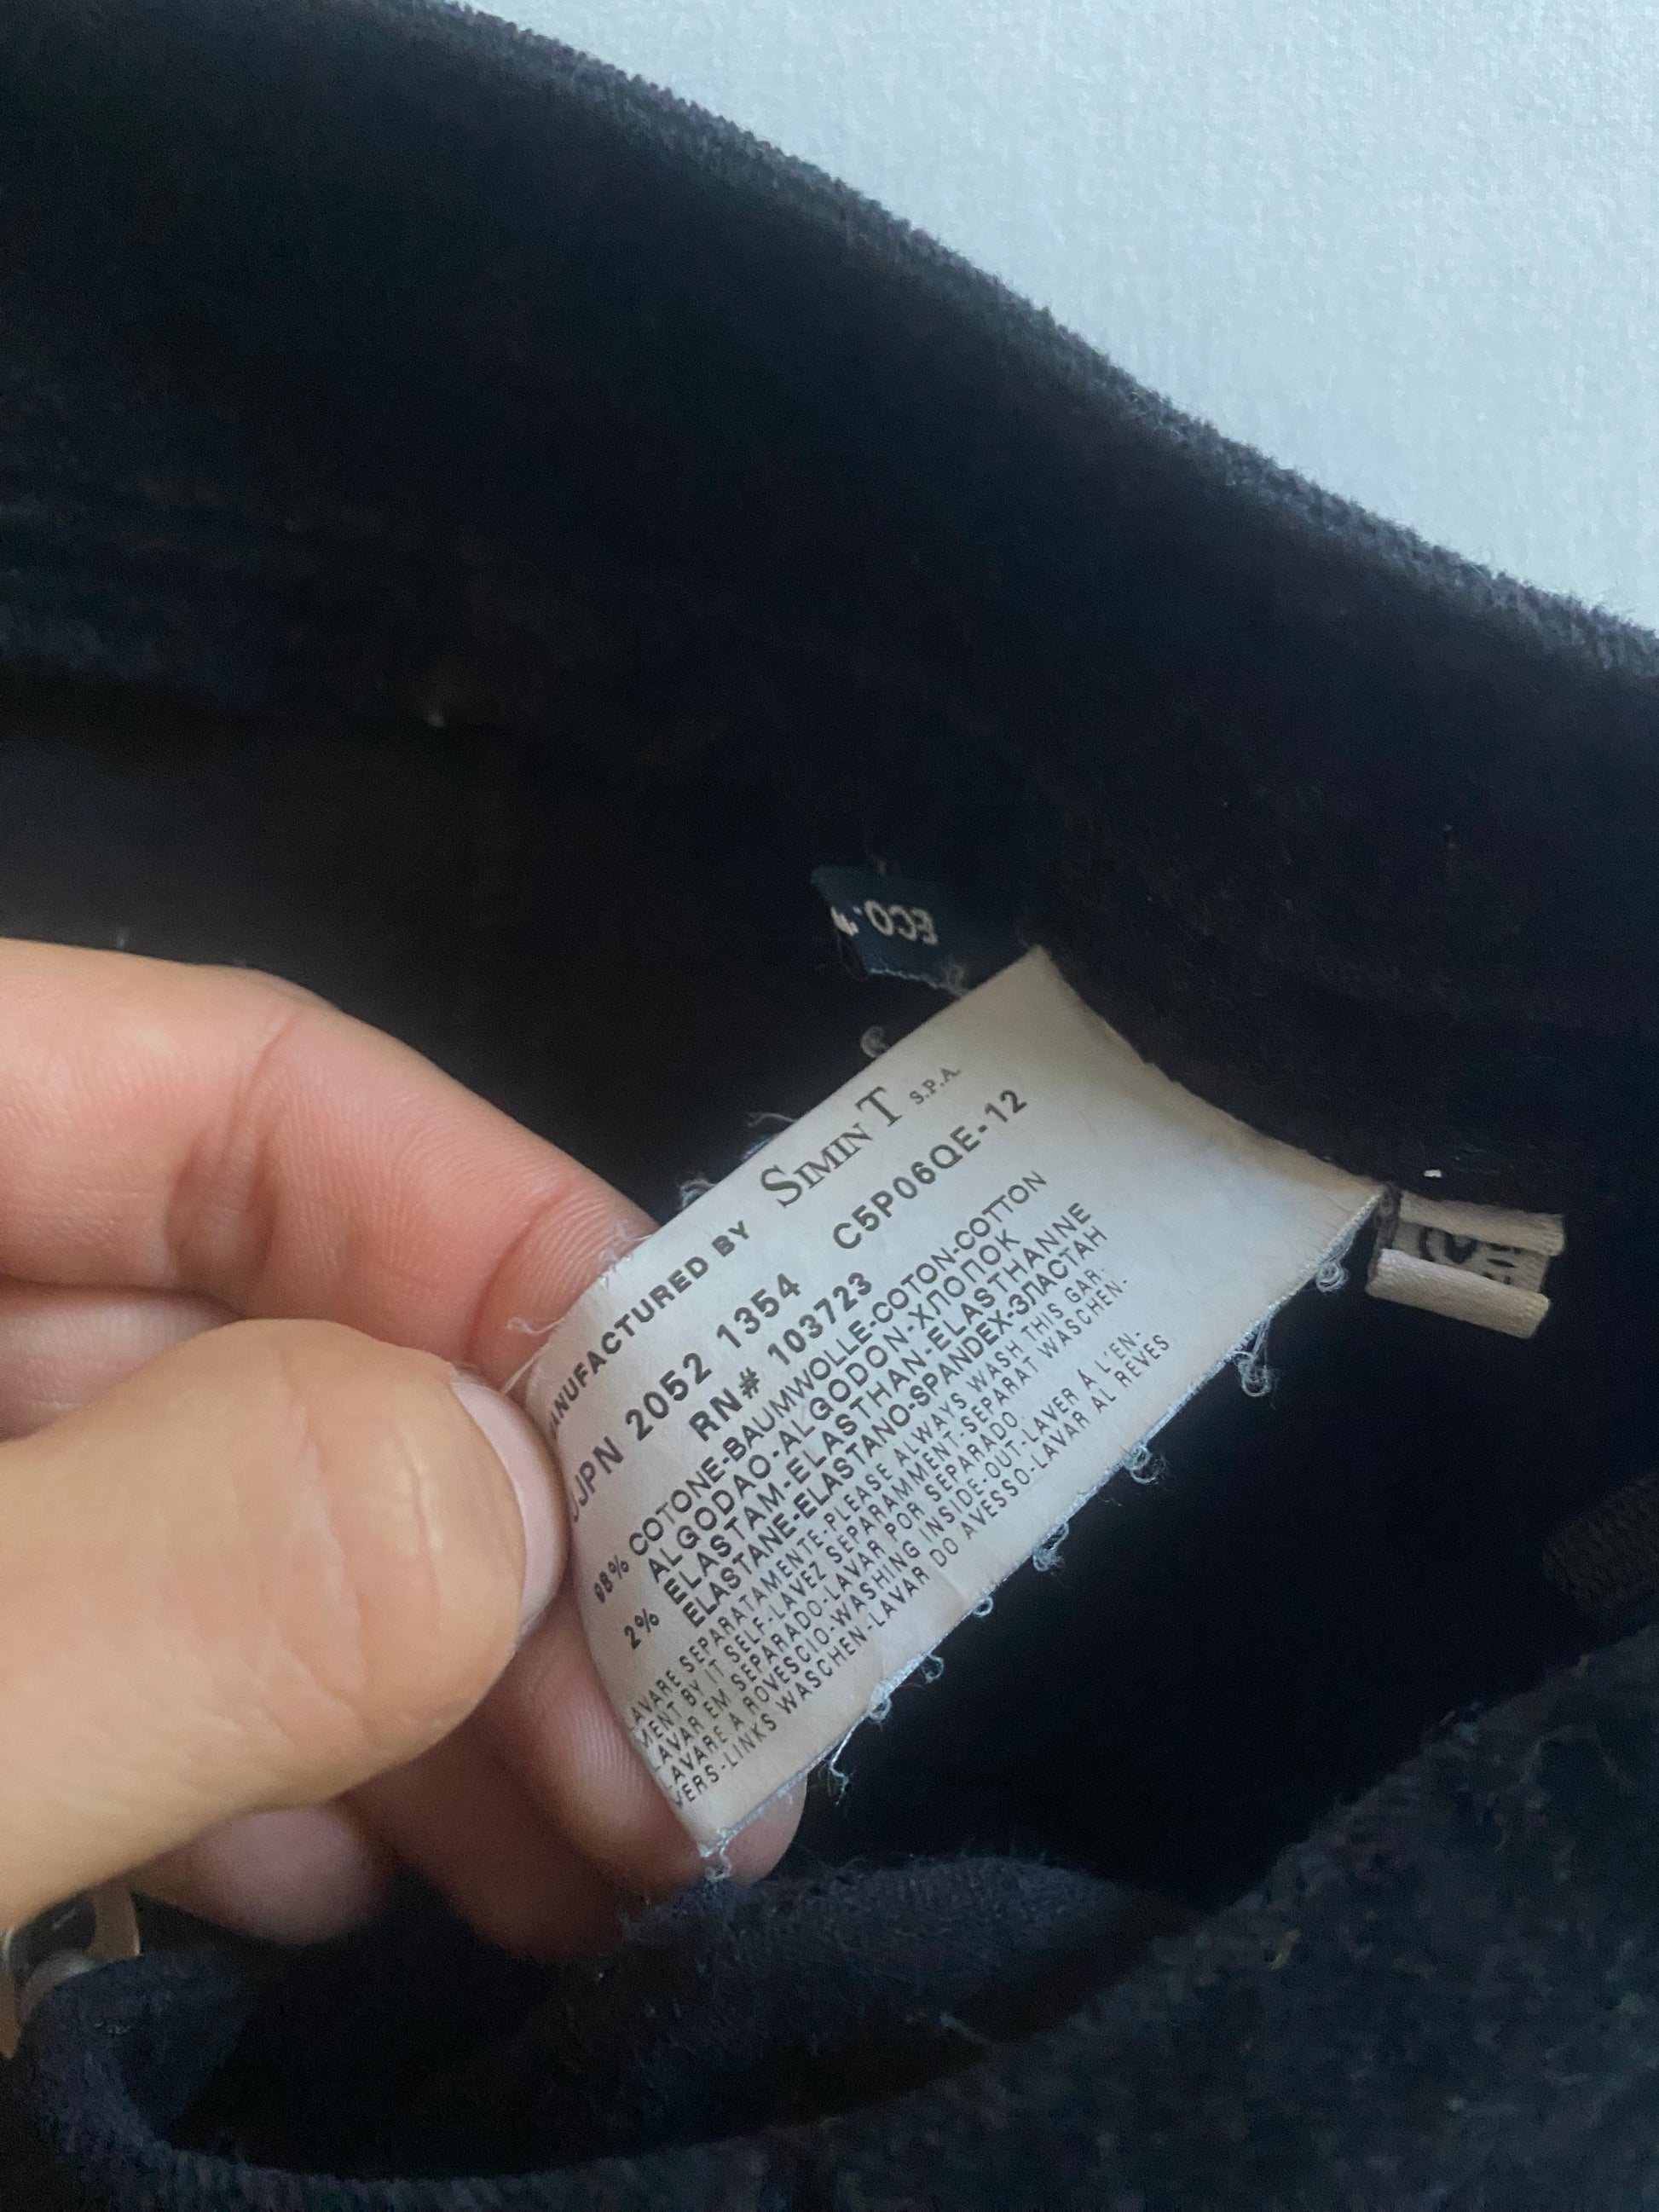 ECO-
MANUFACTURED BY SIMINT S.P.A.
JPN 2052 1354 C5P06QE-12
RN# 103723
98% COTONE-BAUMWOLLE-COTON-COTTON
ALGODAO-ALGODON-ХЛОПОК
2% ELASTAM-ELASTHAN-ELASTHANNE
ELASTANE-ELASTANO-SPANDEX-ЗЛАСТАН
LAVARE SEPARATAMENTE-PLEASE ALWAYS WASH THIS GAR-
MENT BY IT SELF-LAVEZ SEPARAMMENT-SEPARAT WASCHEN-
LAVAR EM SEPARADO-LAVAR POR SEPARADO
LAVARE A ROVESCIO-WASHING INSIDE-OUT-LAVER Á L'EN-
VERS-LINKS WASCHEN-LAVAR DO AVESSO-LAVAR AL REVES